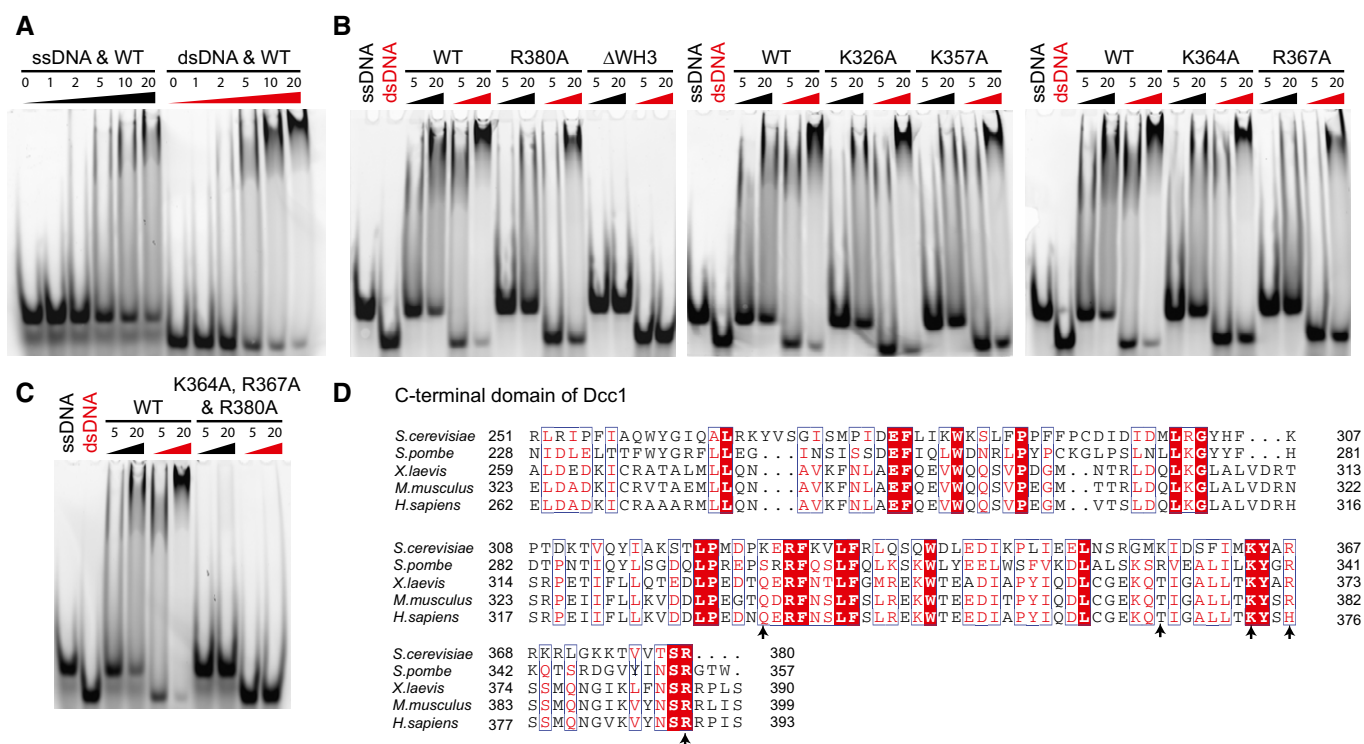 A
ssDNA & WT dsDNA & WT
0 1 2 5 10 20 0 1 2 5 10 20
B
ssDNA dsDNA WT R380A ΔWH3
5 20 5 20 5 20 5 20 5 20 5 20
ssDNA dsDNA WT K326A K357A
5 20 5 20 5 20 5 20 5 20 5 20
ssDNA dsDNA WT K364A R367A
5 20 5 20 5 20 5 20 5 20 5 20
C
ssDNA dsDNA WT K364A, R367A
& R380A
5 20 5 20 5 20 5 20
D
C-terminal domain of Dcc1
S.cerevisiae 251 RLRIPFIAQWYGIQALRKYVSGISMPIDEFLIKWKSLFPPFFPCDIDIDMLRGYHF...K 307
S.pombe 228 NIDLELTTFWYGRFLLEG...INSISSDEFIQLWDNRLPYPCKGLPSLNLLKGYYF...H 281
X.laevis 259 ALDEDKICRATALMLLQN...AVKFNLAEFQQVWQQSVPDGM..NTRLDQLKGLALVDRT 313
M.musculus 323 ELDADKICRVTAEMLLQN...AVKFNLAEFQEVWQQSVPEGM..TTRLDQLKGLALVDRN 322
H.sapiens 262 ELDADKICRAAARMLLQN...AVKFNLAEFQEVWQQSVPEGM..VTSLDQLKGLALVDRT 316
S.cerevisiae 308 PTDKTVQYIAKSTLPMDPKERFKVLFRLQSQWDLEDIKPLIEELNSRGMKIDSFIMKYAR 367
S.pombe 282 DTPNTIQYLSGDQLPREPSRRFQSLFQLKSKWLYEELWSFVKDLALSKSRVEALILKYGR 341
X.laevis 314 SRPETIFLLQTEDLPEDTQERFNTLFGMREKWTEADIAPYIQDLCGEKQTIGALLTKYAR 373
M.musculus 323 SRPEIIFLLKVDDLPEGTQDRFNSLFSLREKWTEEDITPYIQDLCGEKQTIGALLTKYSR 382
H.sapiens 317 SRPEIIFLLKVDDLPEDNQERFNSLFSLREKWTEEDIAPYIQDLCGEKQTIGALLTKYSH 376
S.cerevisiae 368 RKRLGKKTVVTSR.... 380
S.pombe 342 KQTSRDGVYINSRGTW. 357
X.laevis 374 SSMQNGIKLFNSRRPLS 390
M.musculus 383 SSMQNGIKVYNSRRPLS 399
H.sapiens 377 SSMQNGVKVYNSRRPIS 393